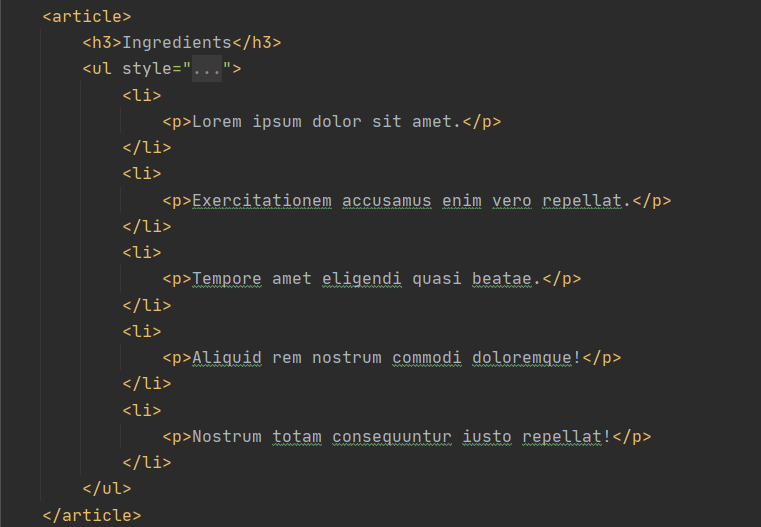 <article>
<h3>Ingredients</h3>
<ul style="...">
<li>
<p>Lorem ipsum dolor sit amet.</p>
</li>
<li>
<p>Exercitationem accusamus enim vero repellat.</p>
</li>
<li>
<p>Tempore amet eligendi quasi beatae.</p>
</li>
<li>
<p>Aliquid rem nostrum commodi doloremque!</p>
</li>
<li>
<p>Nostrum totam consequuntur iusto repellat!</p>
</li>
</ul>
</article>